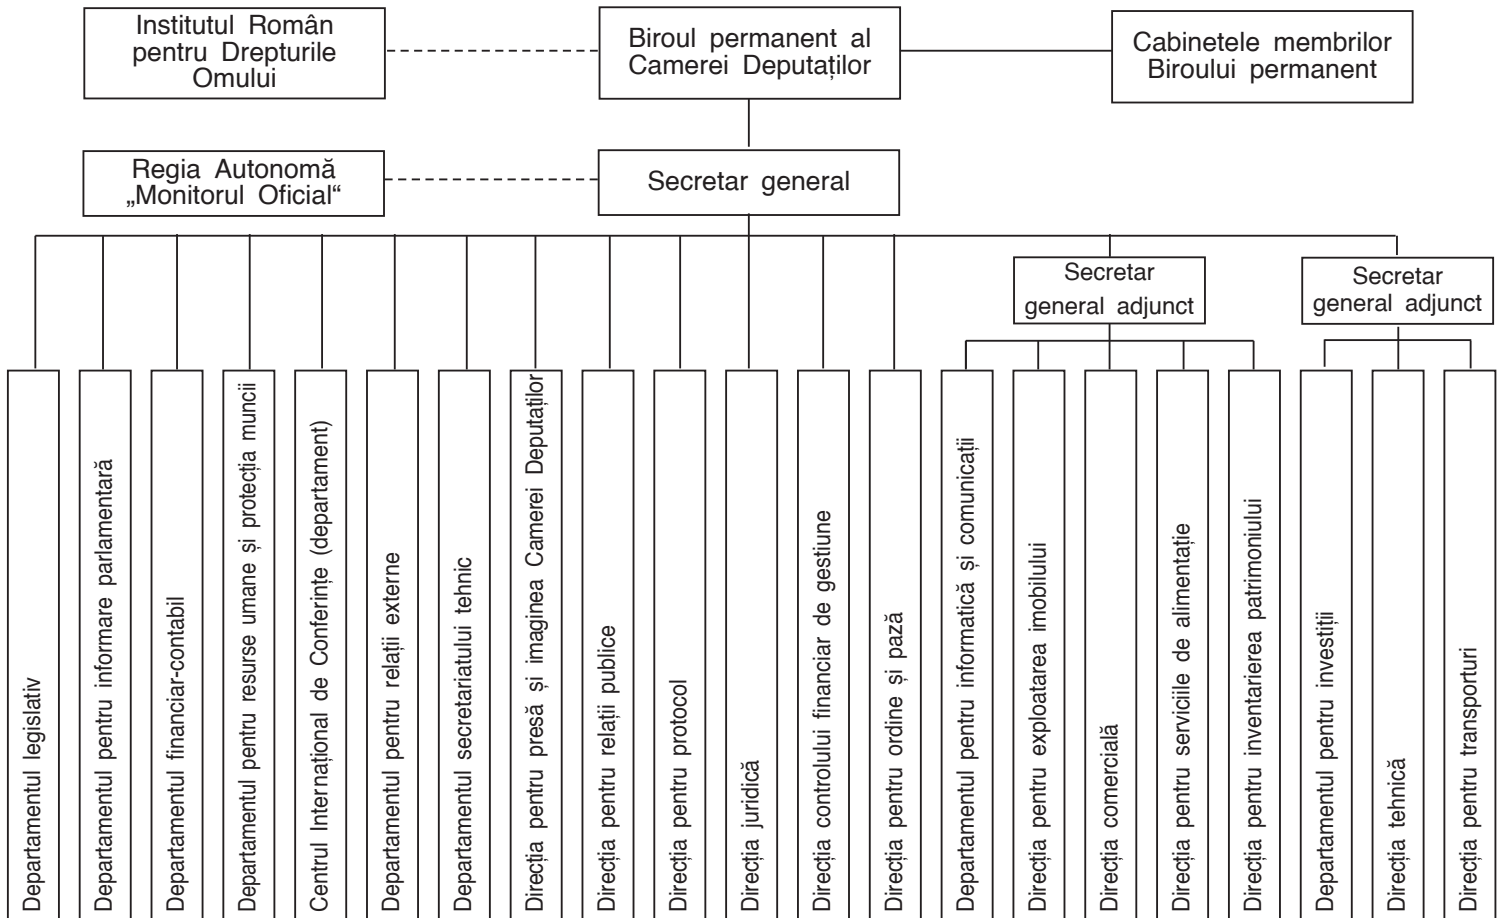 Institutul Român
pentru Drepturile
Omului
Biroul permanent al
Camerei Deputaților
Cabinetele membrilor
Biroului permanent
Regia Autonomă
„Monitorul Oficial“
Secretar general
Secretar
general adjunct
Secretar
general adjunct
Departamentul legislativ
Departamentul pentru informare parlamentară
Departamentul financiar-contabil
Departamentul pentru resurse umane și protecția muncii
Centrul Internațional de Conferințe (departament)
Departamentul pentru relații externe
Departamentul secretariatului tehnic
Direcția pentru presă și imaginea Camerei Deputaților
Direcția pentru relații publice
Direcția pentru protocol
Direcția juridică
Direcția controlului financiar de gestiune
Direcția pentru ordine și pază
Departamentul pentru informatică și comunicații
Direcția pentru exploatarea imobilului
Direcția comercială
Direcția pentru serviciile de alimentație
Direcția pentru inventarierea patrimoniului
Departamentul pentru investiții
Direcția tehnică
Direcția pentru transporturi